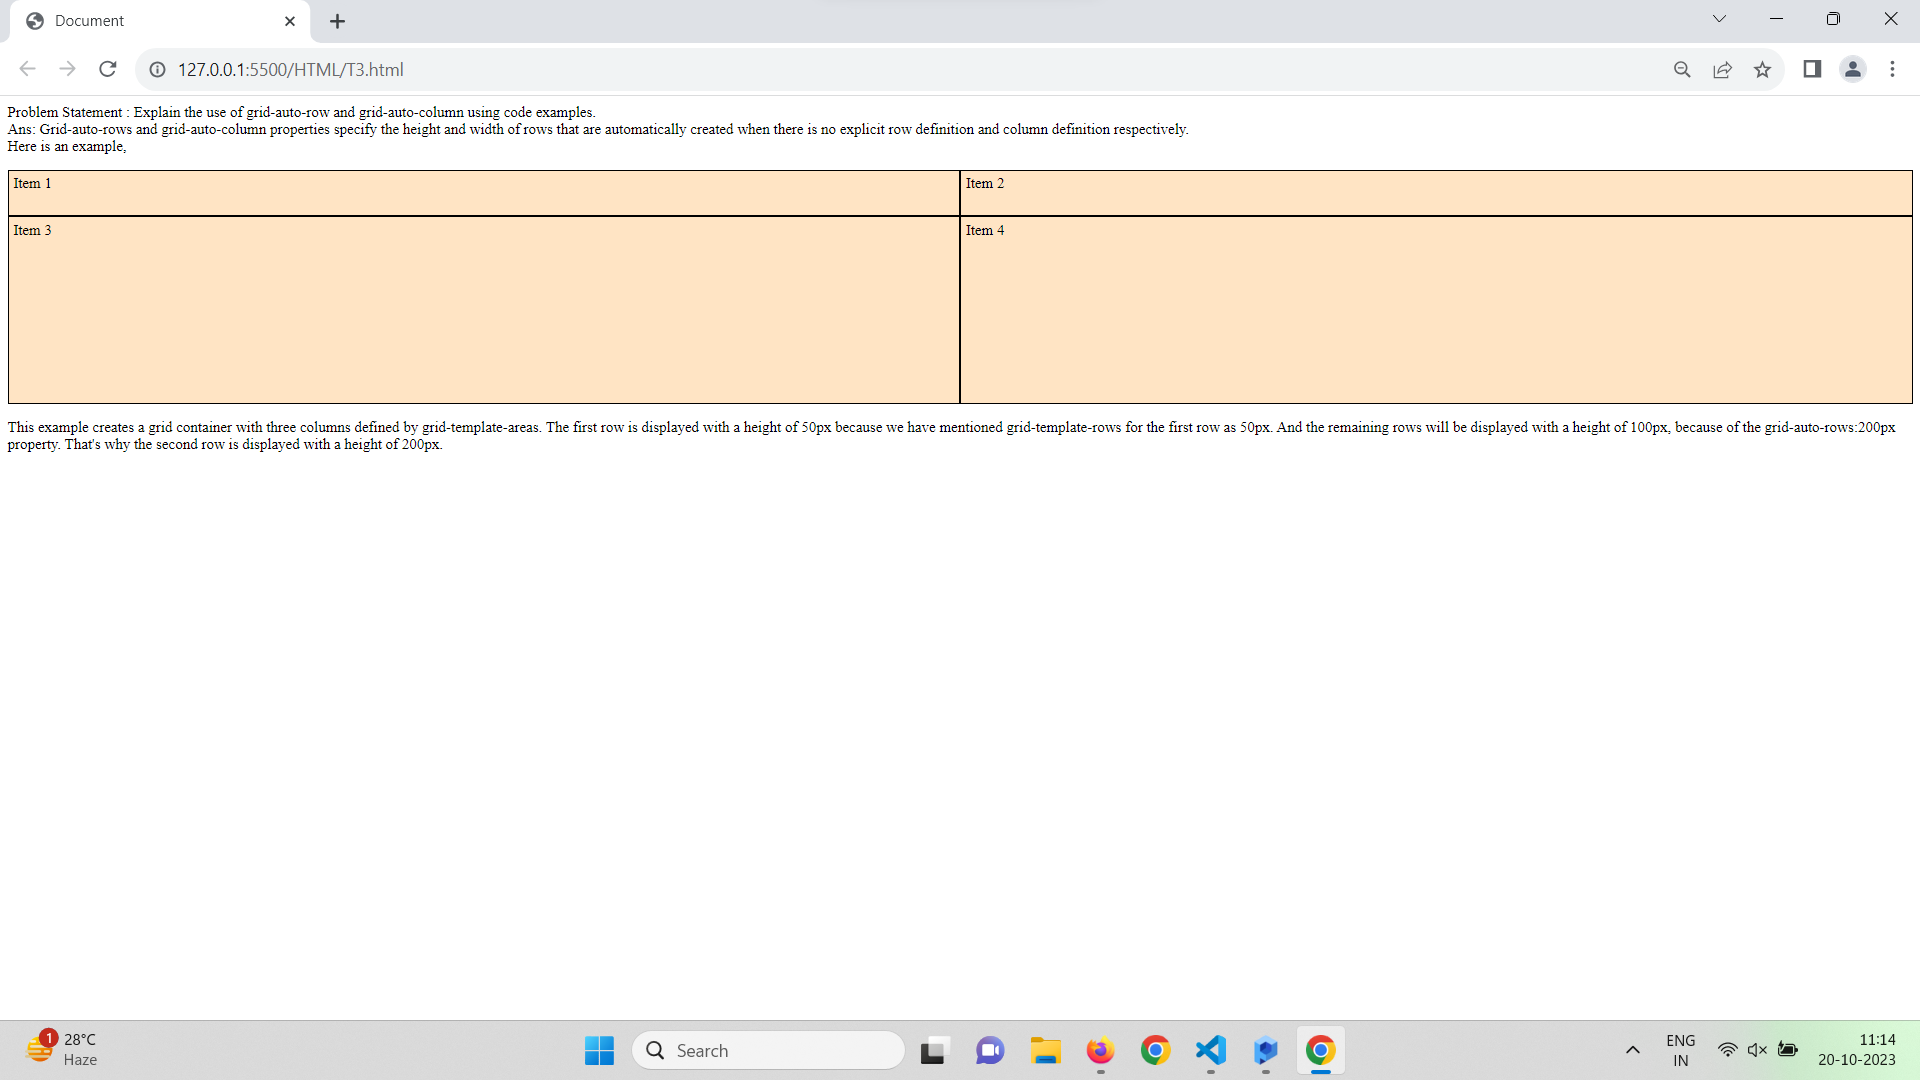 Document
127.0.0.1:5500/HTML/T3.html
Problem Statement : Explain the use of grid-auto-row and grid-auto-column using code examples.
Ans: Grid-auto-rows and grid-auto-column properties specify the height and width of rows that are automatically created when there is no explicit row definition and column definition respectively.
Here is an example,
Item 1
Item 2
Item 3
Item 4
This example creates a grid container with three columns defined by grid-template-areas. The first row is displayed with a height of 50px because we have mentioned grid-template-rows for the first row as 50px. And the remaining rows will be displayed with a height of 100px, because of the grid-auto-rows:200px
property. That's why the second row is displayed with a height of 200px.
1
28°C
Haze
Search
ENG
IN
11:14
20-10-2023